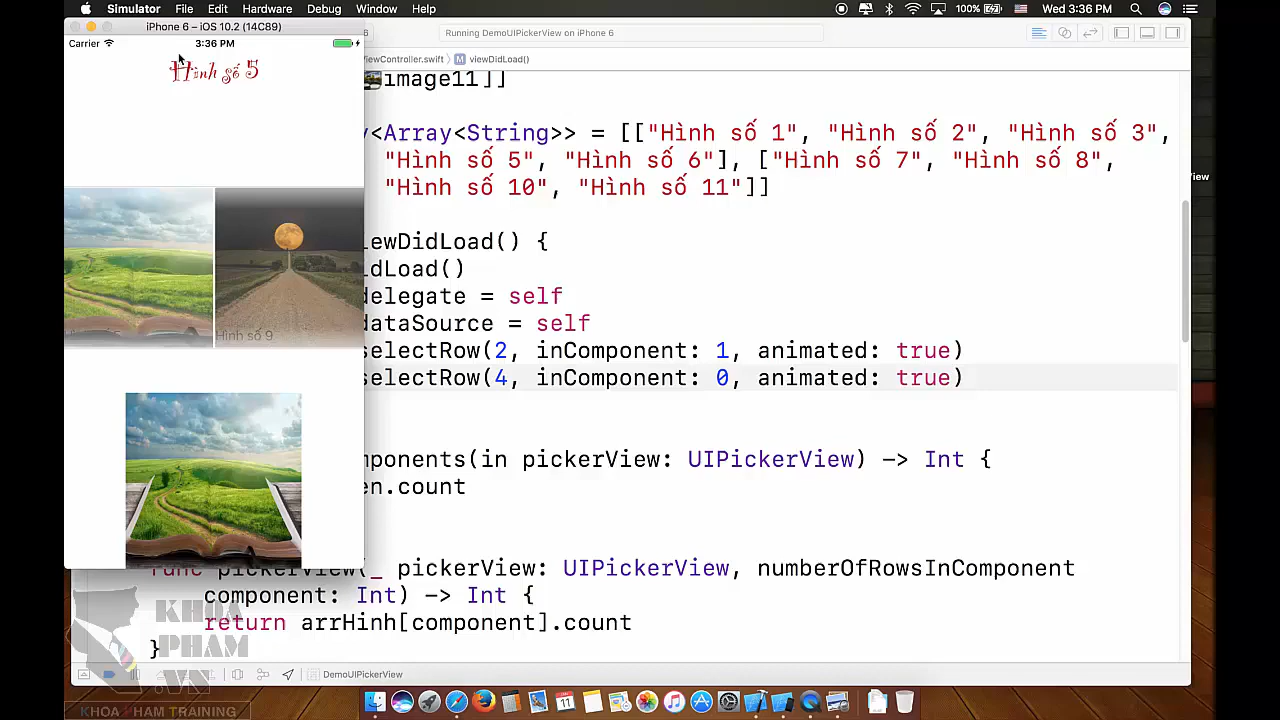 Simulator File Edit Hardware Debug Window Help 100% Wed 3:36 PM
iPhone 6 – iOS 10.2 (14C89)
6 Running DemoUIPickerView on iPhone 6
Carrier 3:36 PM
ViewController.swift M viewDidLoad()
Hình số 5
image11]]
<Array<String>> = [["Hình số 1", "Hình số 2", "Hình số 3",
"Hình số 5", "Hình số 6"], ["Hình số 7", "Hình số 8",
"Hình số 10", "Hình số 11"]]
iew
ewDidLoad() {
dLoad()
delegate = self
dataSource = self
Hình số 9
selectRow(2, inComponent: 1, animated: true)
selectRow(4, inComponent: 0, animated: true)
ponents(in pickerView: UIPickerView) -> Int {
en.count
func pickerView(_ pickerView: UIPickerView, numberOfRowsInComponent
component: Int) -> Int {
return arrHinh[component].count
}
KHOA
PHAM
.VN
DemoUIPickerView
11
KHOA PHAM TRAINING